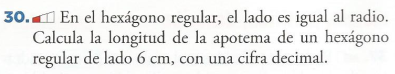 30. En el hexágono regular, el lado es igual al radio.
Calcula la longitud de la apotema de un hexágono
regular de lado 6 cm, con una cifra decimal.